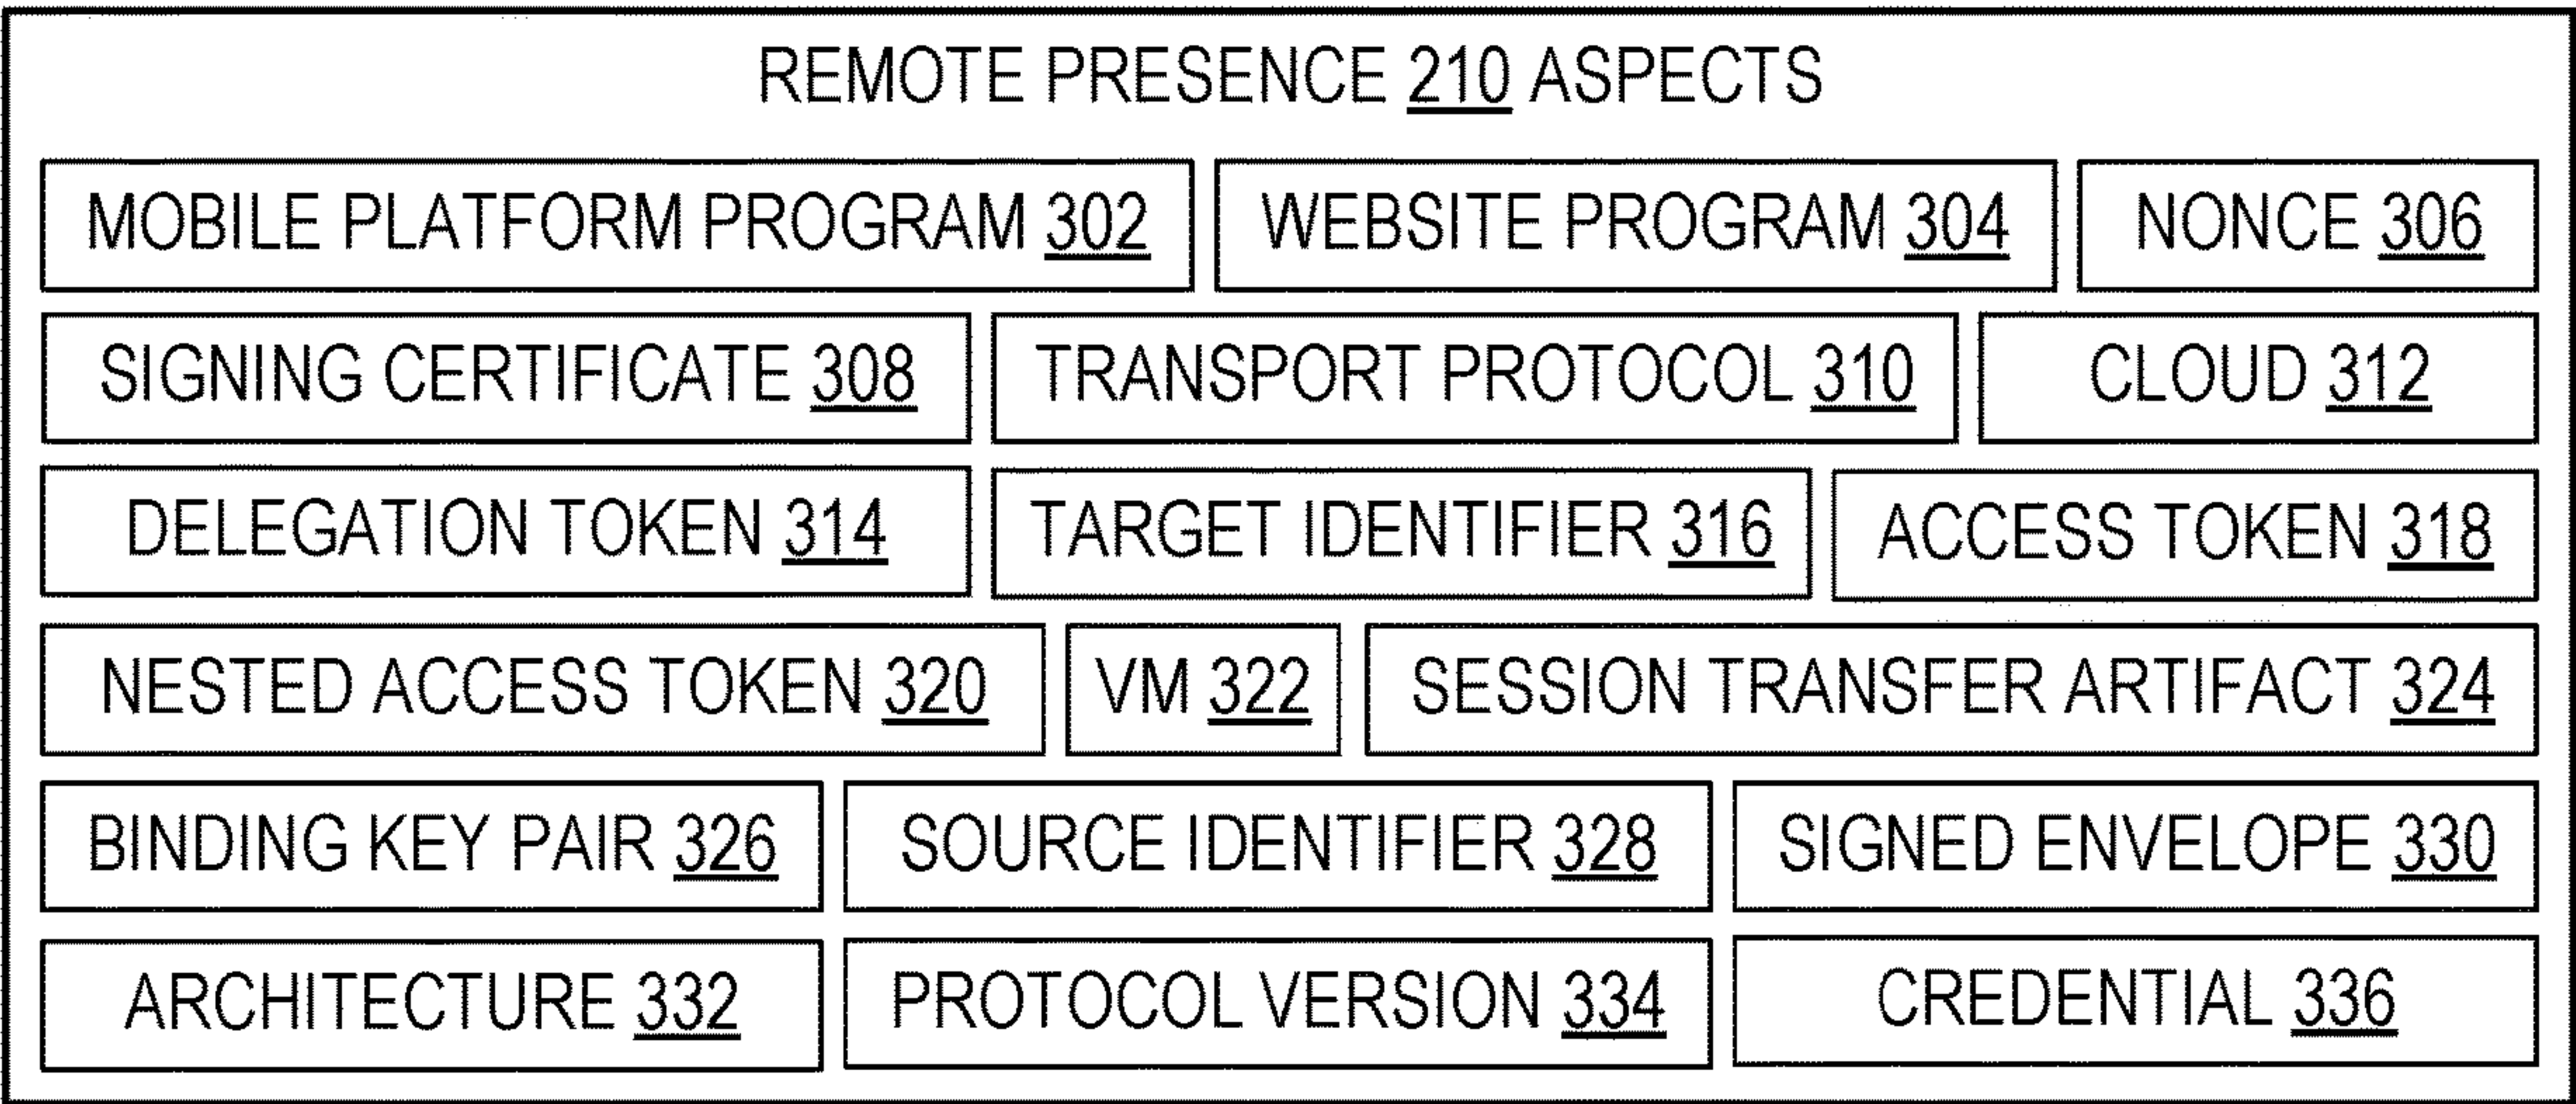 REMOTE PRESENCE 210 ASPECTS
MOBILE PLATFORM PROGRAM 302 WEBSITE PROGRAM 304 NONCE 306
SIGNING CERTIFICATE 308 TRANSPORT PROTOCOL 310 CLOUD 312
DELEGATION TOKEN 314 TARGET IDENTIFIER 316 ACCESS TOKEN 318
NESTED ACCESS TOKEN 320 VM 322 SESSION TRANSFER ARTIFACT 324
BINDING KEY PAIR 326 SOURCE IDENTIFIER 328 SIGNED ENVELOPE 330
ARCHITECTURE 332 PROTOCOL VERSION 334 CREDENTIAL 336